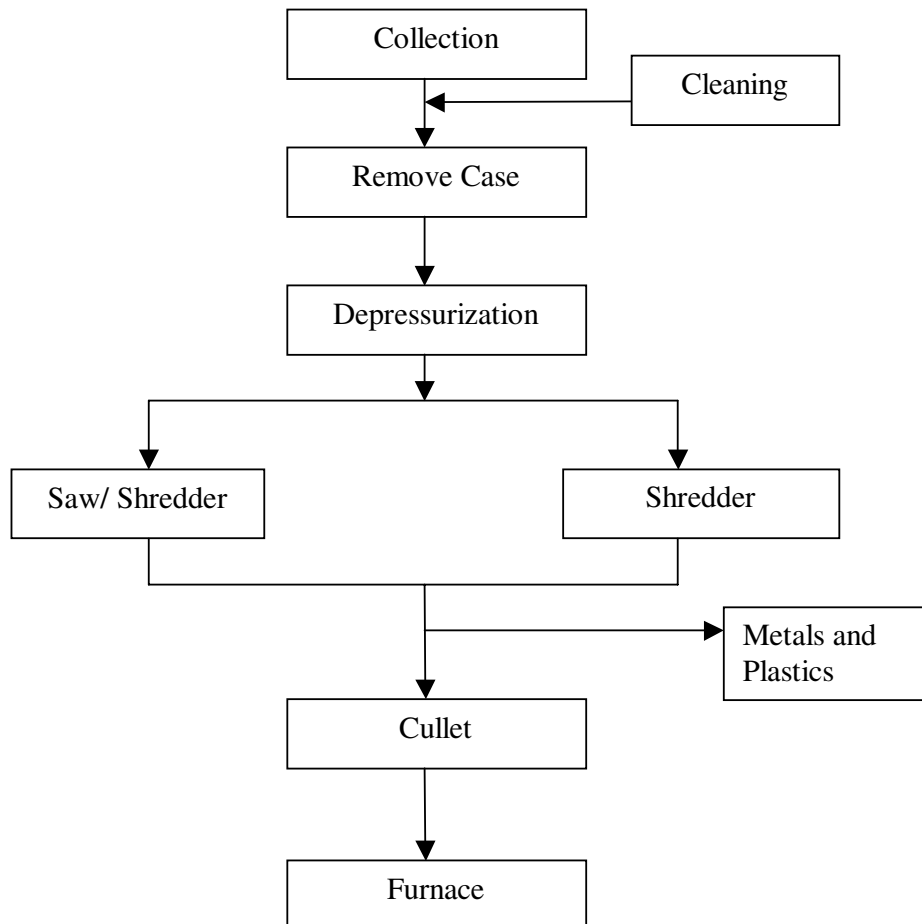 Collection
Cleaning
Remove Case
Depressurization
Saw/ Shredder
Shredder
Metals and
Plastics
Cullet
Furnace